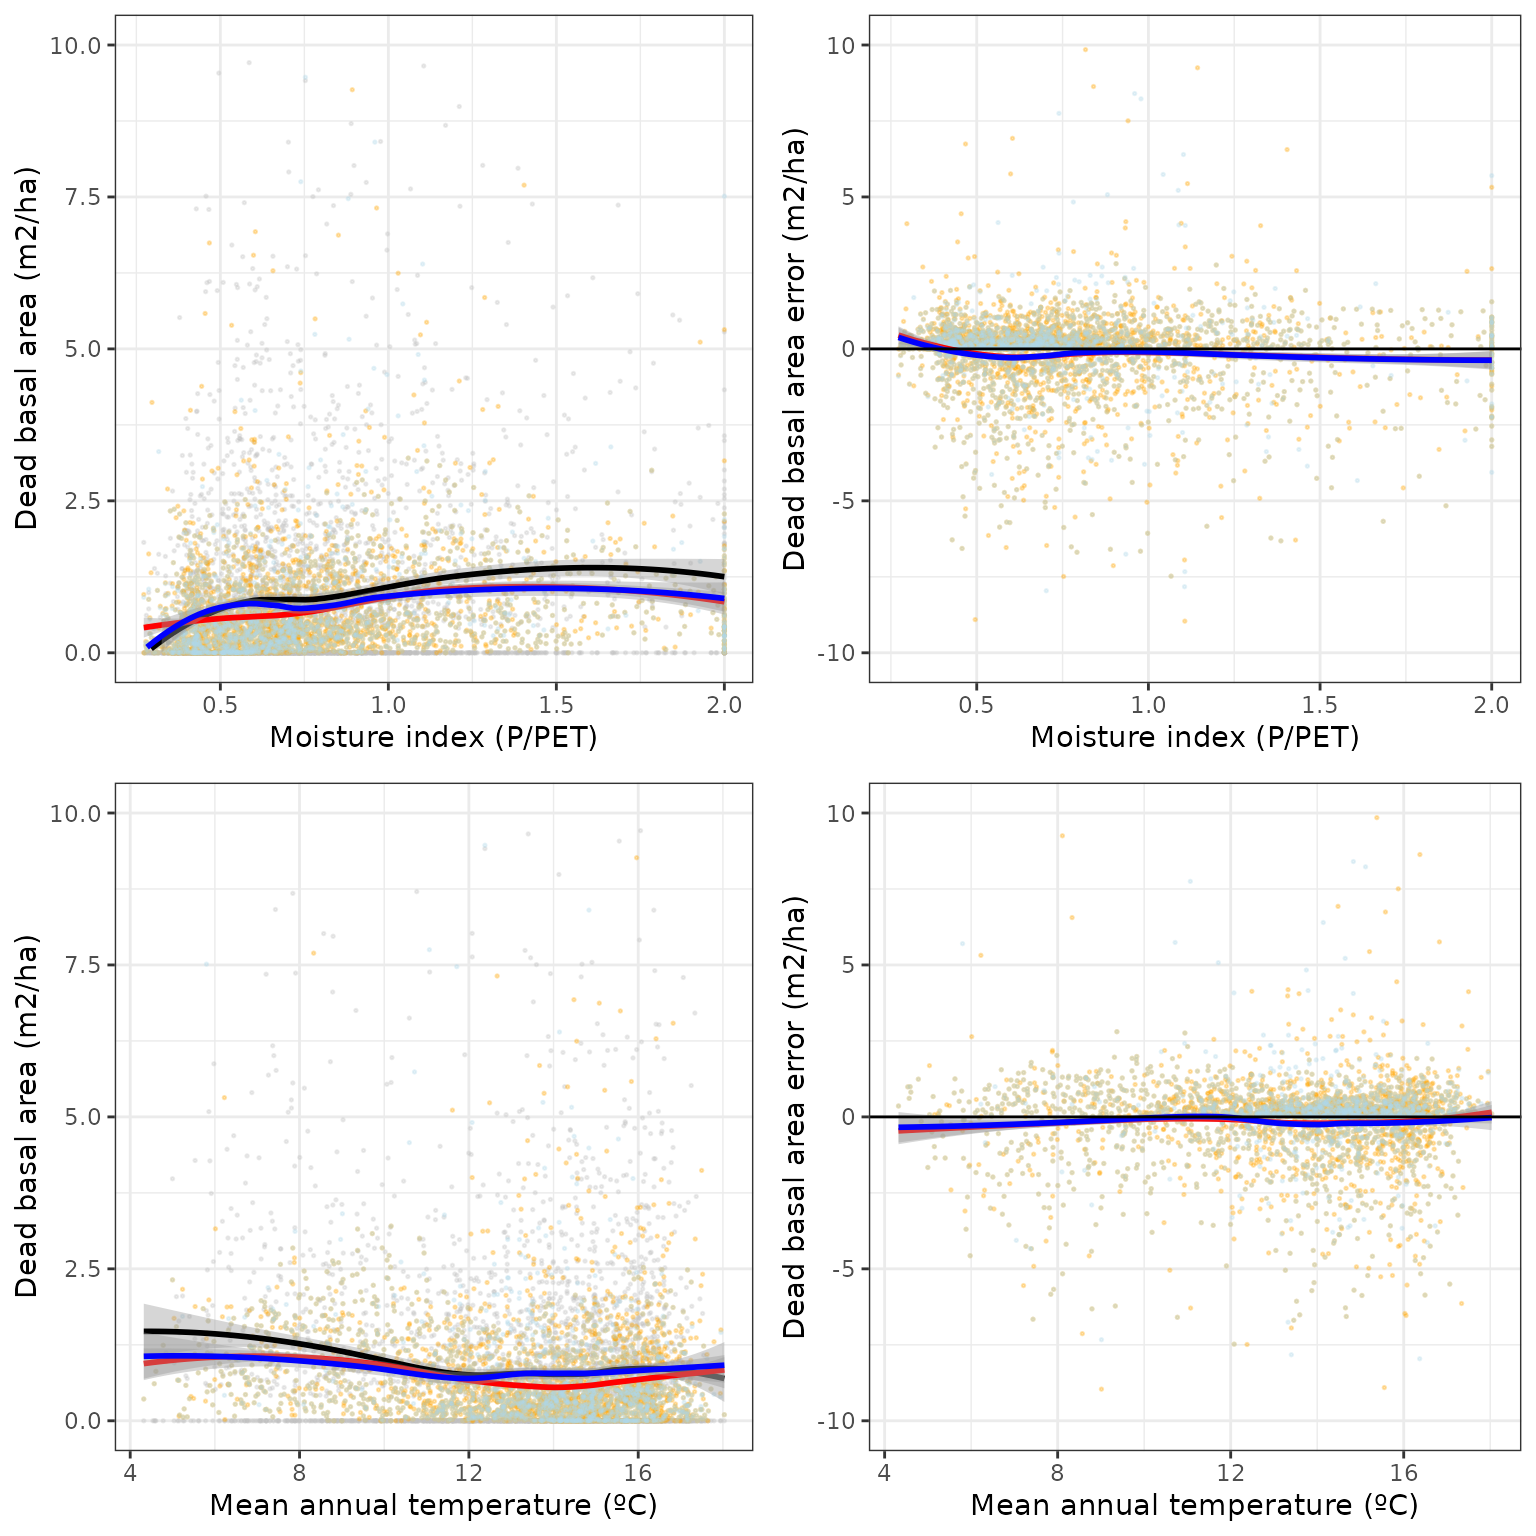 10.0
7.5
5.0
2.5
0.0
Dead basal area (m2/ha)
0.5 1.0 1.5 2.0
Moisture index (P/PET)
10
5
0
-5
-10
Dead basal area error (m2/ha)
0.5 1.0 1.5 2.0
Moisture index (P/PET)
10.0
7.5
5.0
2.5
0.0
Dead basal area (m2/ha)
4 8 12 16
Mean annual temperature (ºC)
10
5
0
-5
-10
Dead basal area error (m2/ha)
4 8 12 16
Mean annual temperature (ºC)